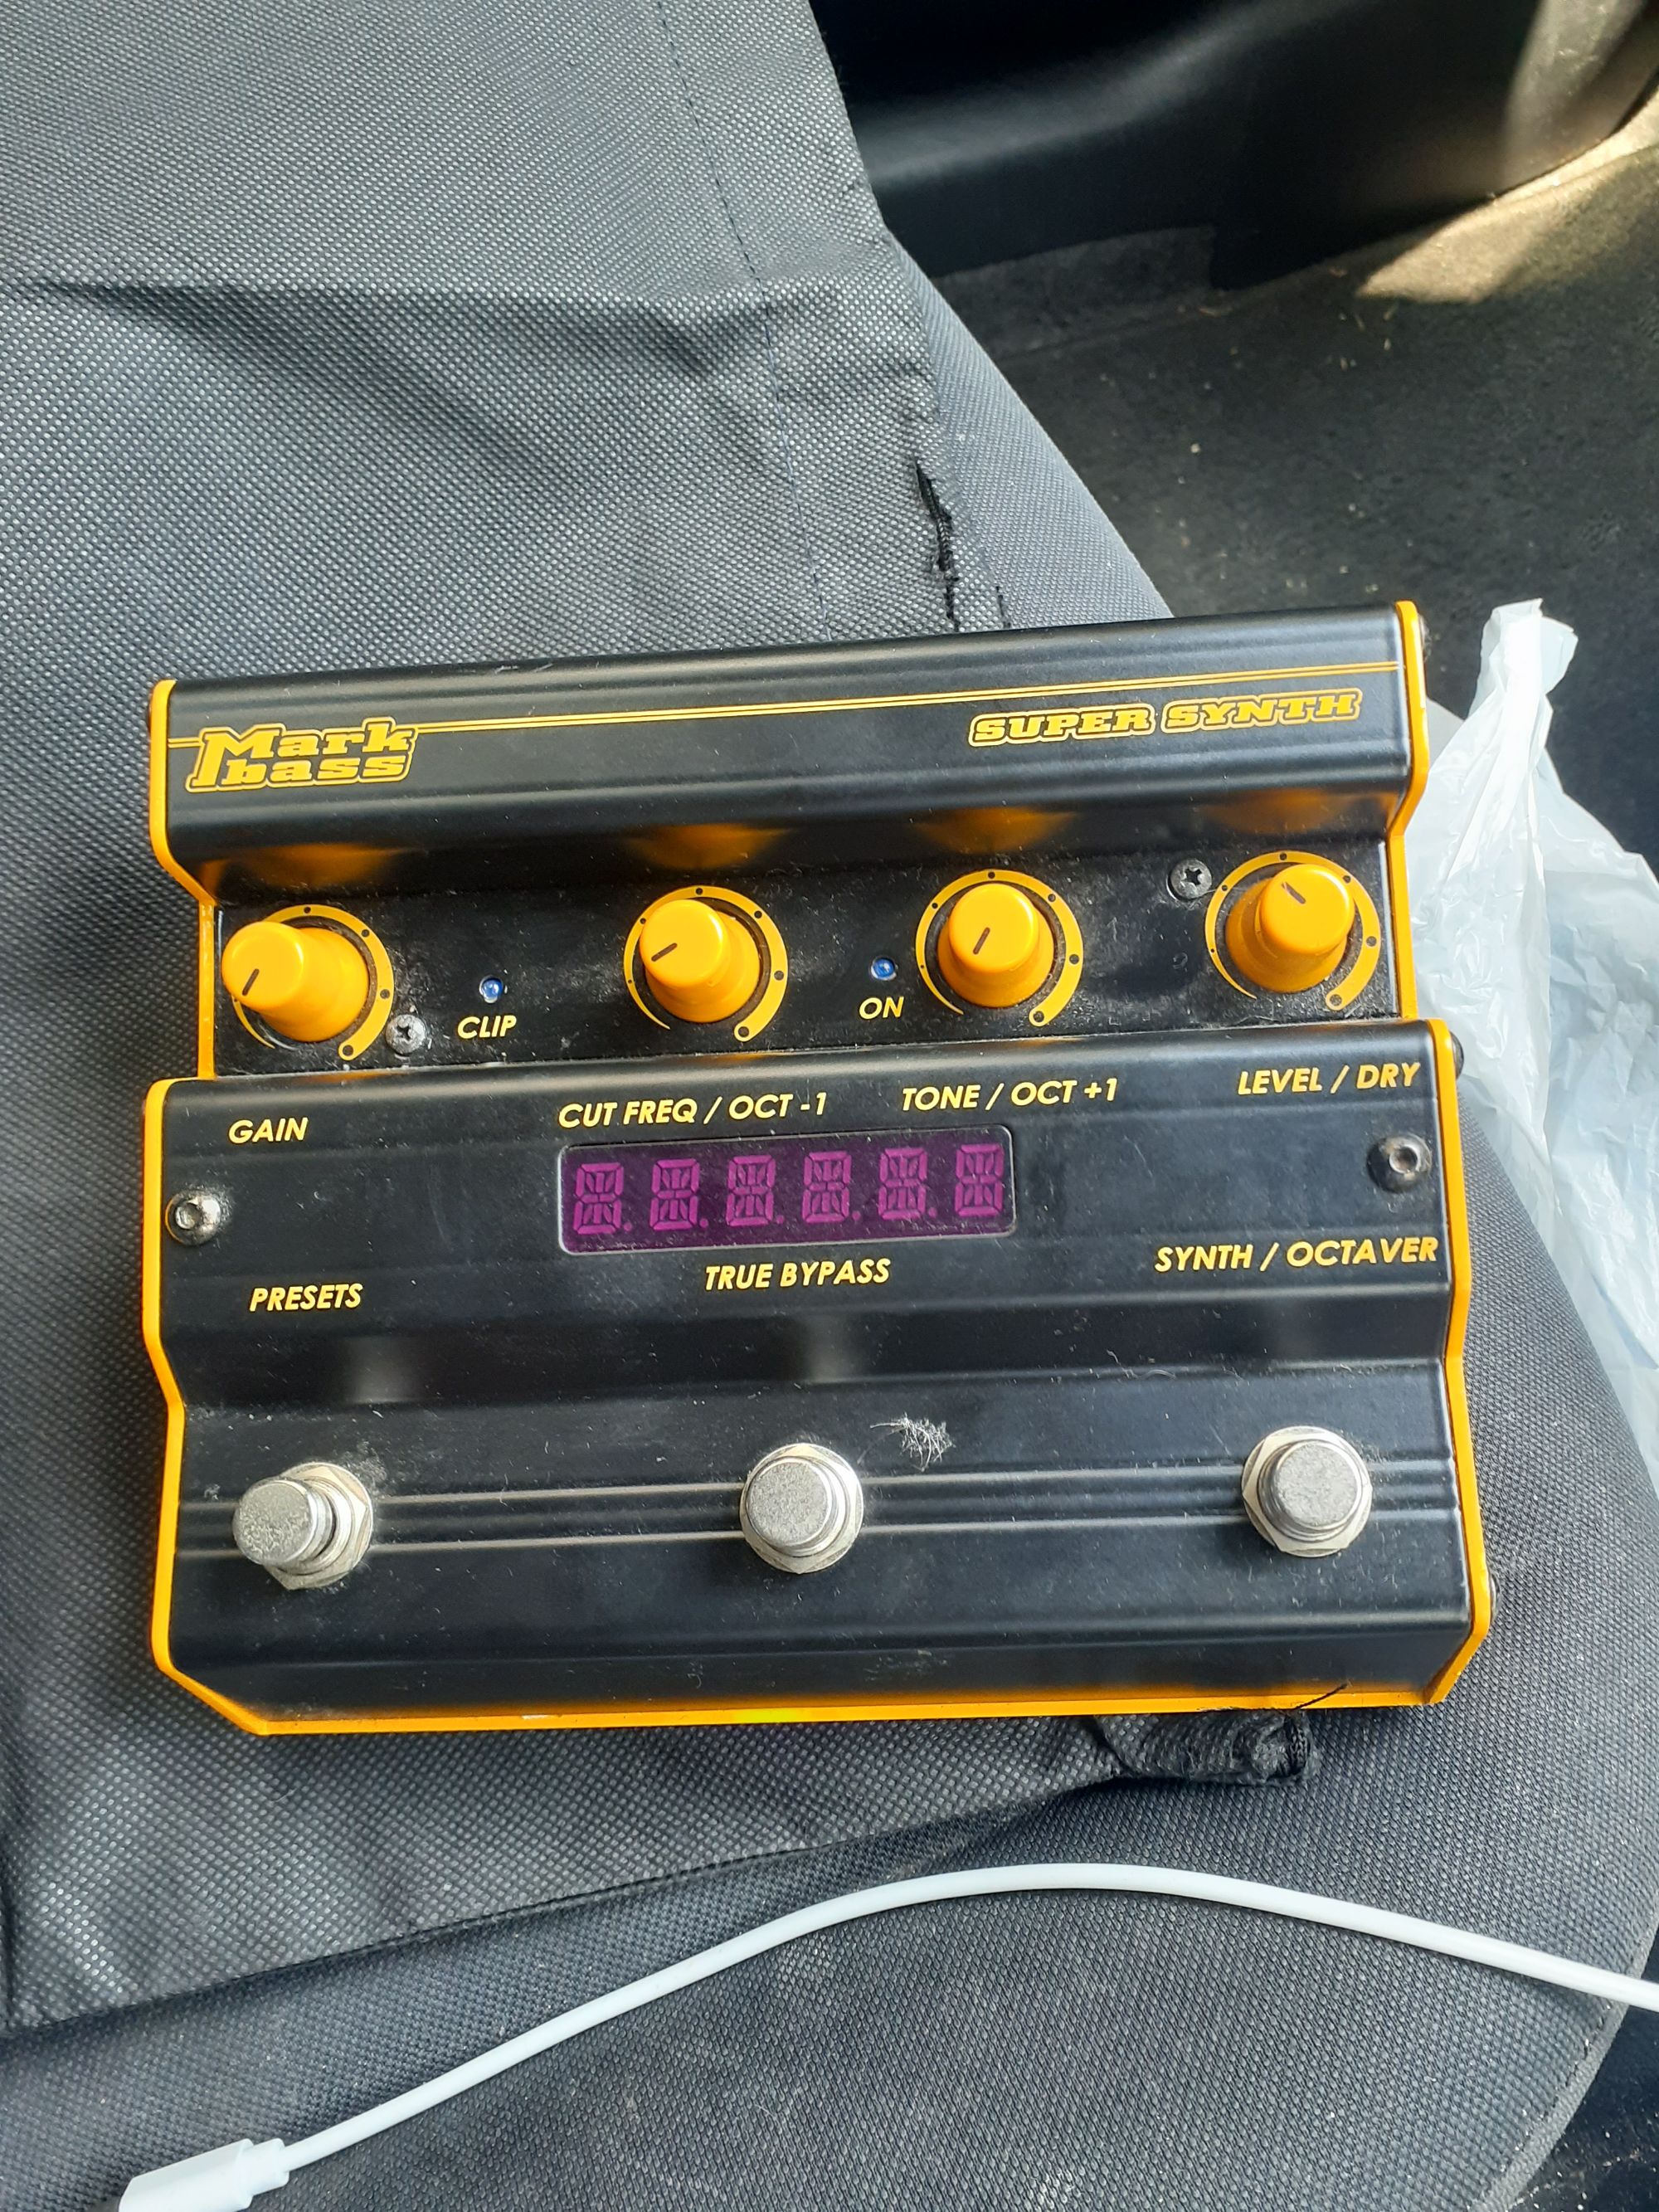 Mark
bass
SUPER SYNTH
CLIP
ON
GAIN
CUT FREQ / OCT -1
TONE / OCT +1
LEVEL / DRY
PRESETS
TRUE BYPASS
SYNTH / OCTAVER